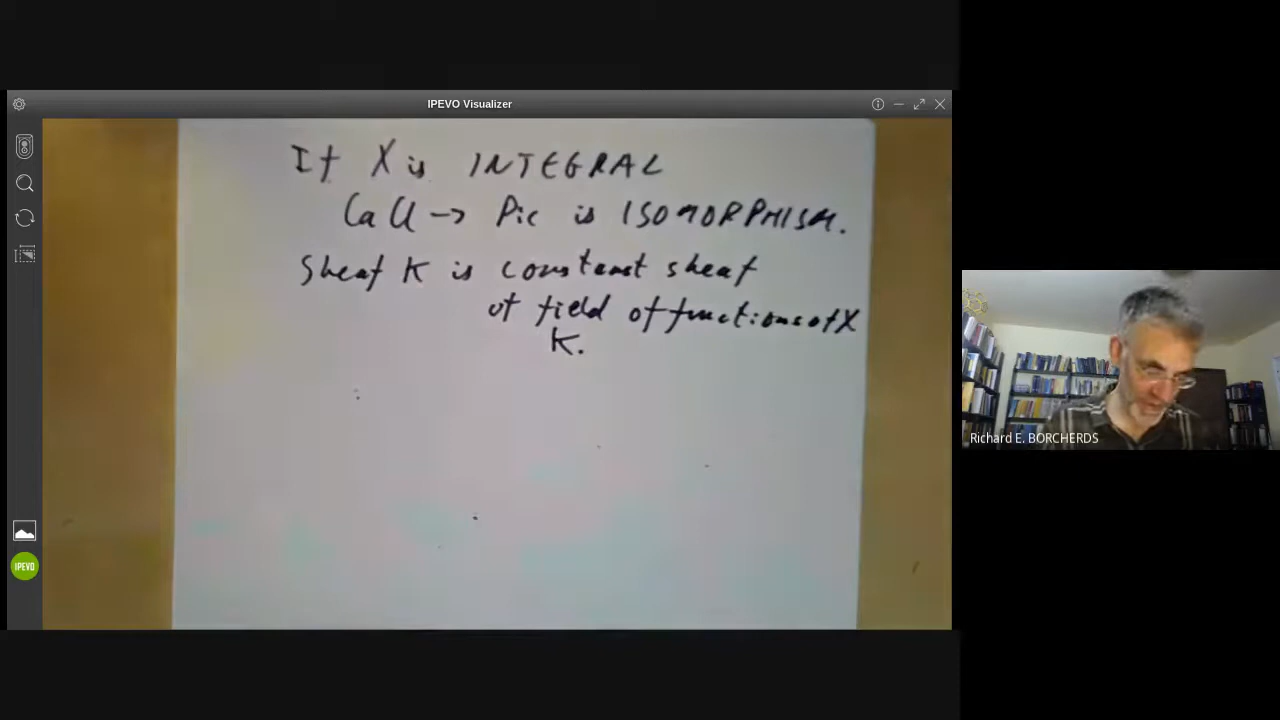 IPEVO Visualizer
If X is INTEGRAL
CaCl → Pic is ISOMORPHISM.
Sheaf K is constant sheaf
of field of functions of X
K.
Richard E. BORCHERDS
IPEVO